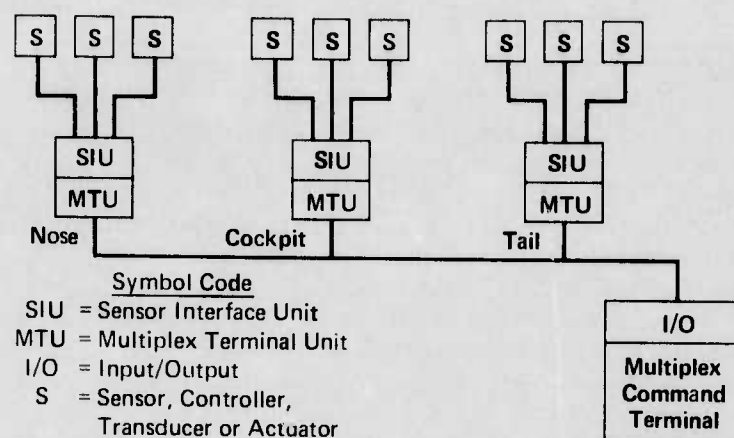 S S S S S S S S S
SIU SIU SIU
MTU MTU MTU
Nose Cockpit Tail
Symbol Code
SIU = Sensor Interface Unit
MTU = Multiplex Terminal Unit
I/O = Input/Output
S = Sensor, Controller,
Transducer or Actuator
I/O
Multiplex
Command
Terminal